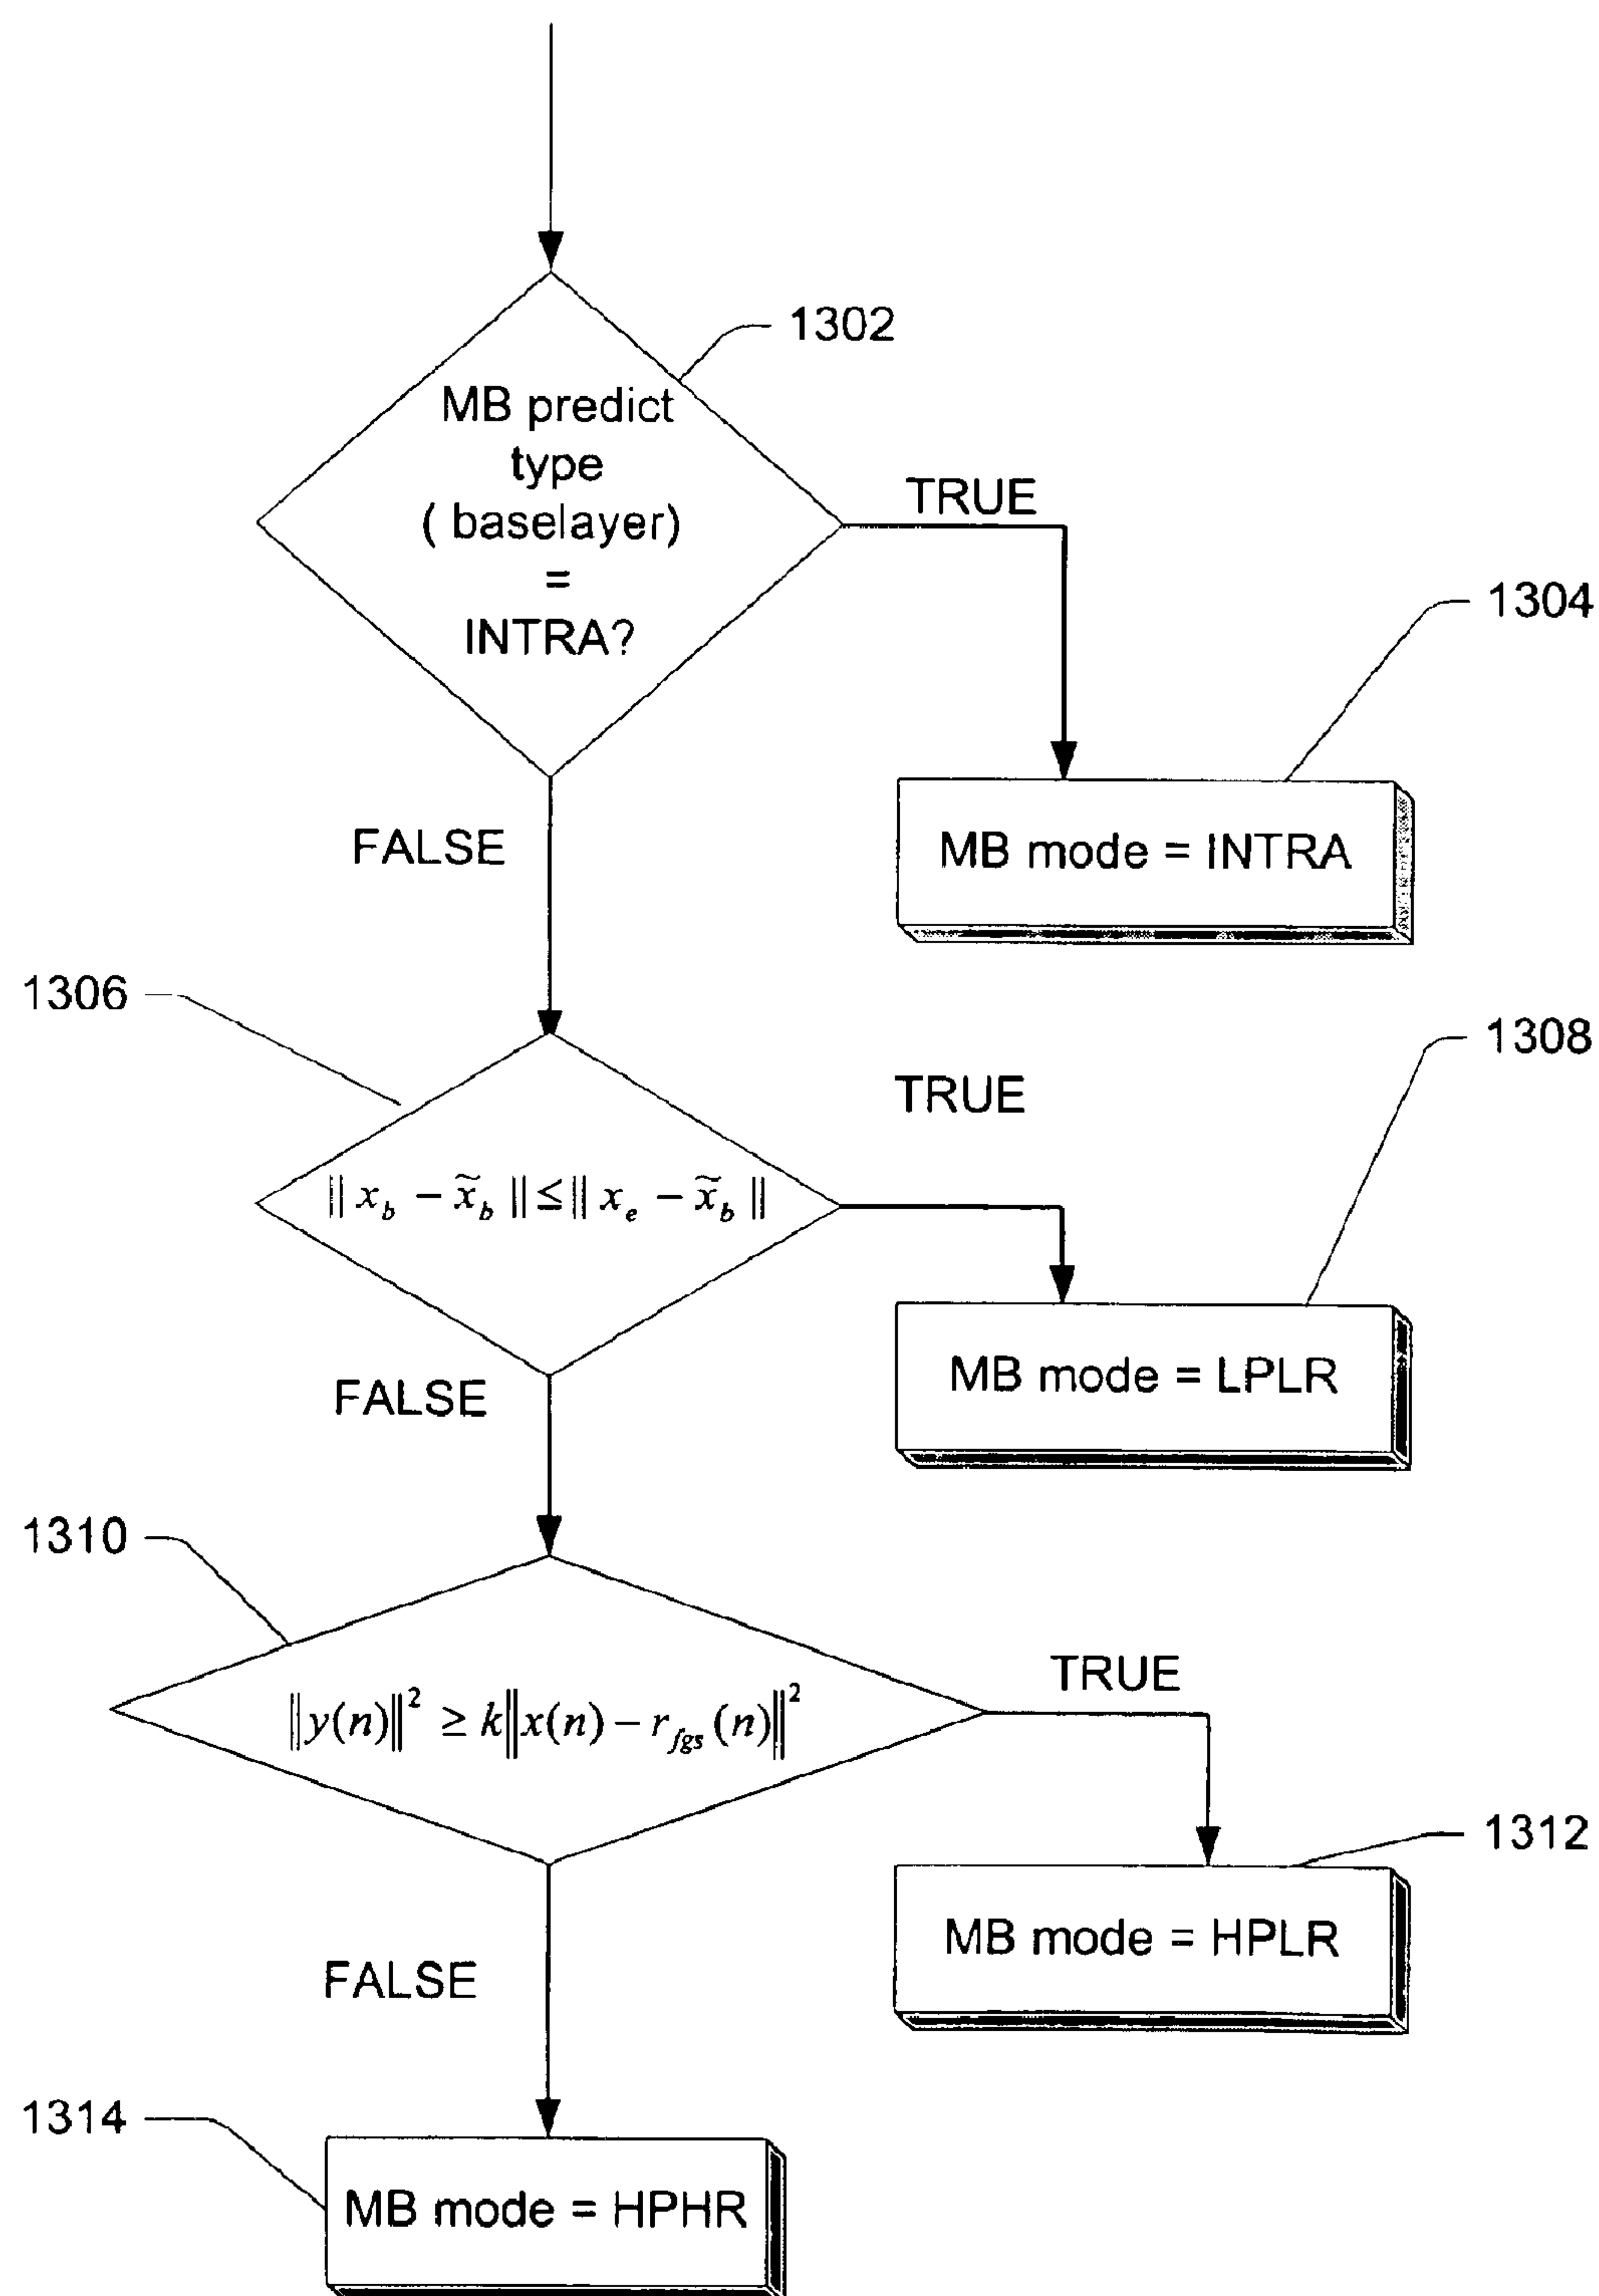 1302
MB predict
type
( baselayer)
=
INTRA?
TRUE
1304
MB mode = INTRA
FALSE
1306
1308
TRUE
|| x_b − x̃_b || ≤ || x_e − x̃_b ||
MB mode = LPLR
FALSE
1310
TRUE
‖y(n)‖² ≥ k‖x(n) − r_fgs(n)‖²
1312
MB mode = HPLR
FALSE
1314
MB mode = HPHR